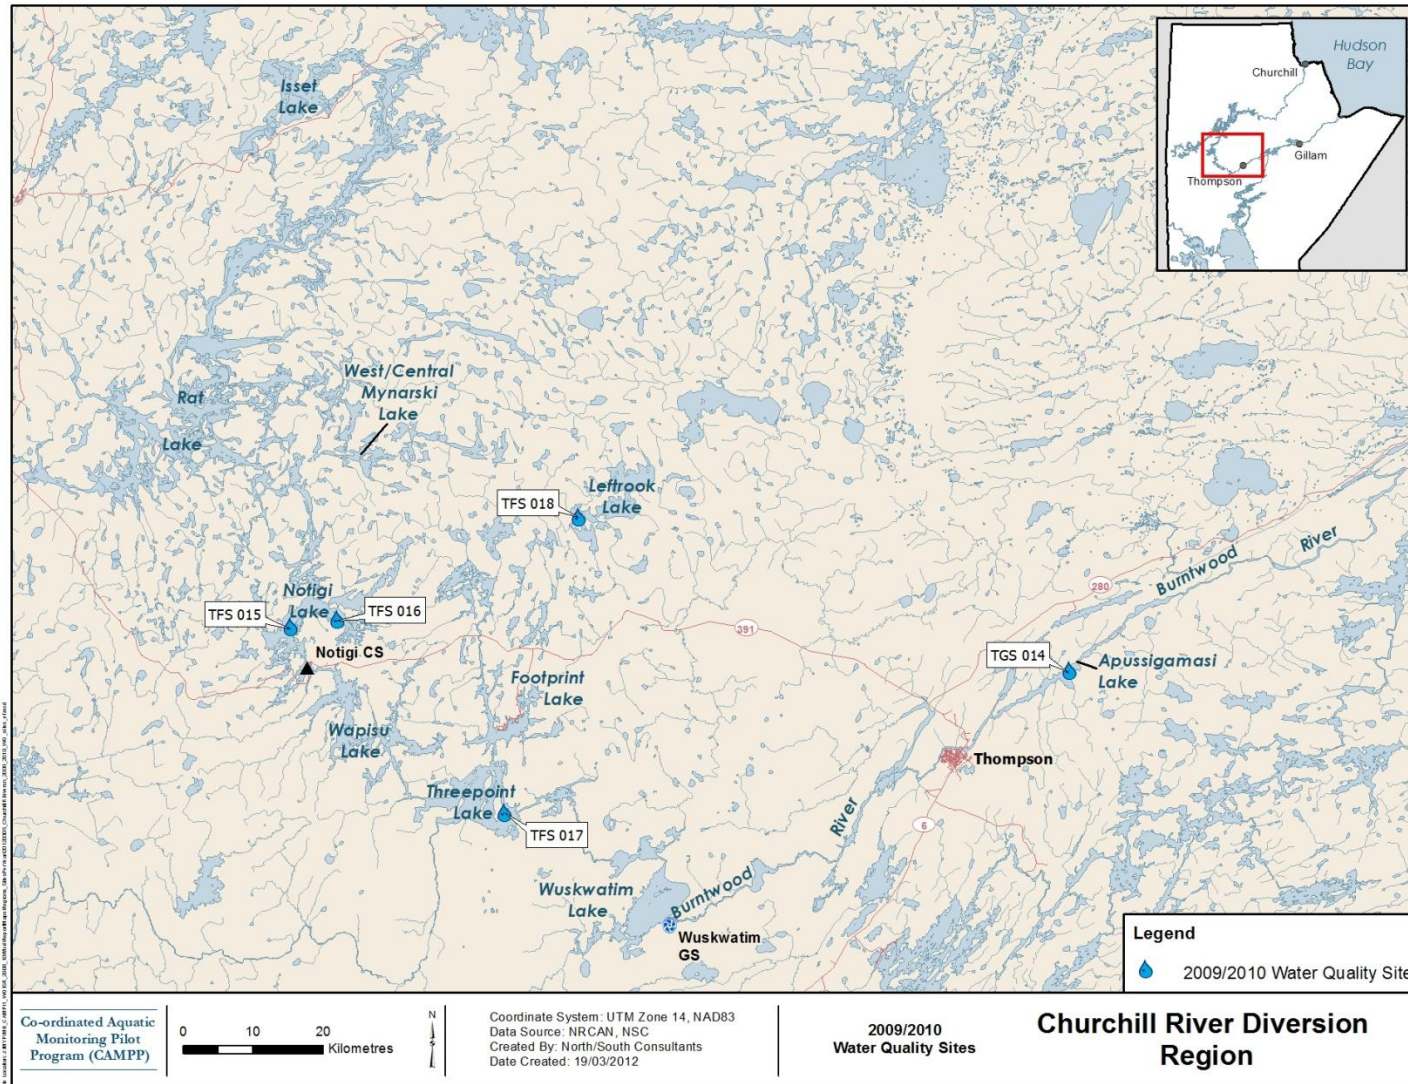 Hudson
Bay
Churchill
Gillam
Thompson
Isset
Lake
West/Central
Mynarski
Lake
Rat
Lake
Leftrook
Lake
TFS 018
Notigi
Lake
TFS 015
TFS 016
Notigi CS
391
280
Burntwood
River
TGS 014
Apussigamasi
Lake
Footprint
Lake
Wapisu
Lake
Thompson
Threepoint
Lake
TFS 017
River
6
Wuskwatim
Lake
Burntwood
Wuskwatim
GS
Legend
2009/2010 Water Quality Sites
Co-ordinated Aquatic
Monitoring Pilot
Program (CAMPP)
0 10 20
Kilometres
N
Coordinate System: UTM Zone 14, NAD83
Data Source: NRCAN, NSC
Created By: North/South Consultants
Date Created: 19/03/2012
2009/2010
Water Quality Sites
Churchill River Diversion
Region